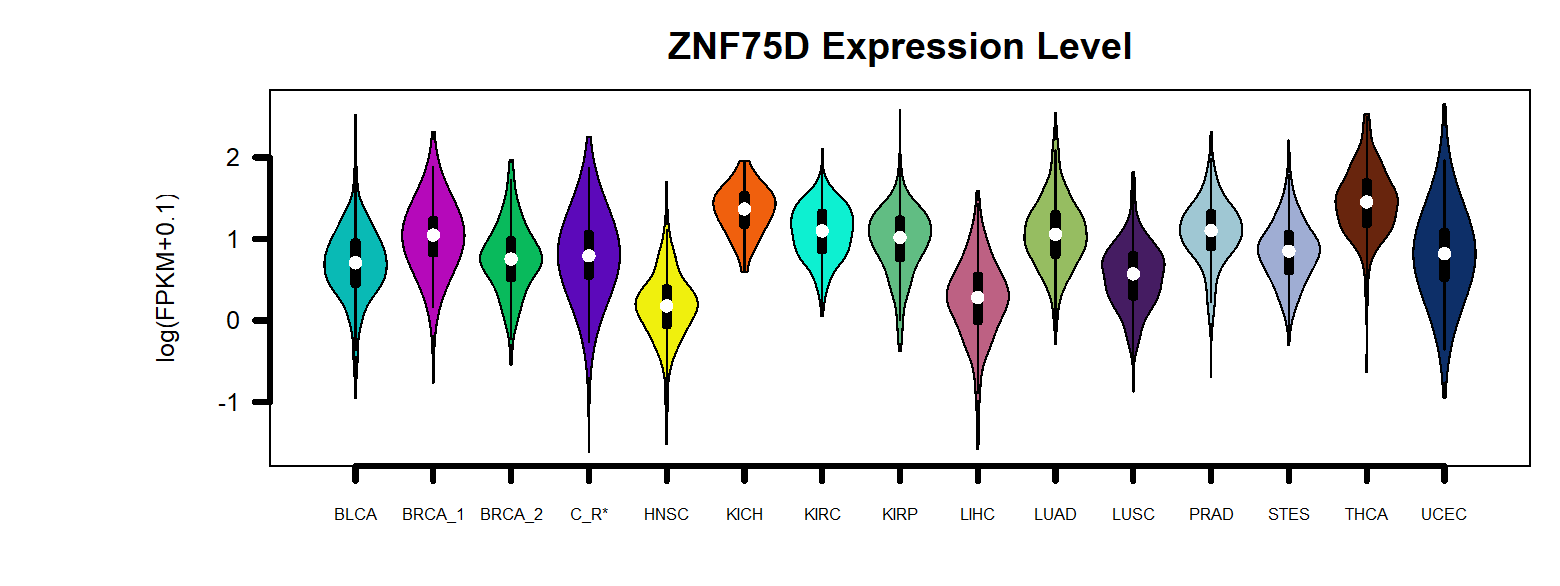 ZNF75D Expression Level
log(FPKM+0.1)
2
1
0
-1
BLCA BRCA_1 BRCA_2 C_R* HNSC KICH KIRC KIRP LIHC LUAD LUSC PRAD STES THCA UCEC